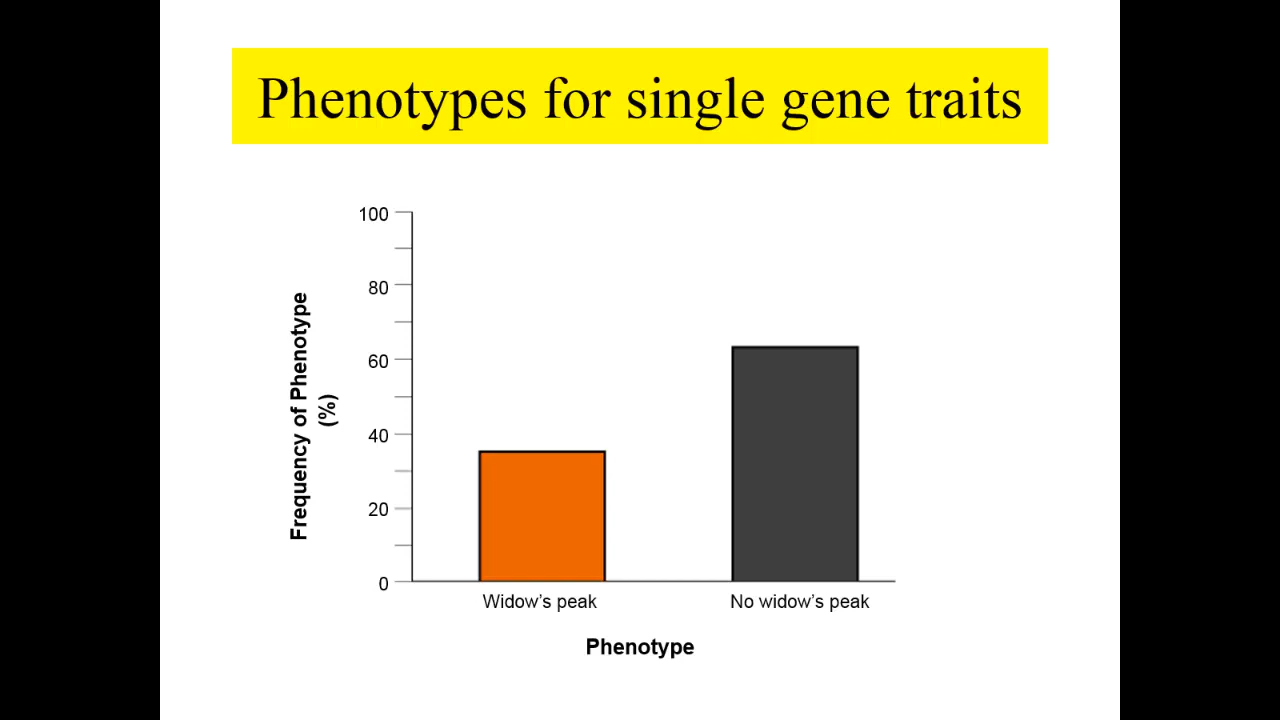 Phenotypes for single gene traits
Frequency of Phenotype
(%)
100
80
60
40
20
0
Widow’s peak
No widow’s peak
Phenotype